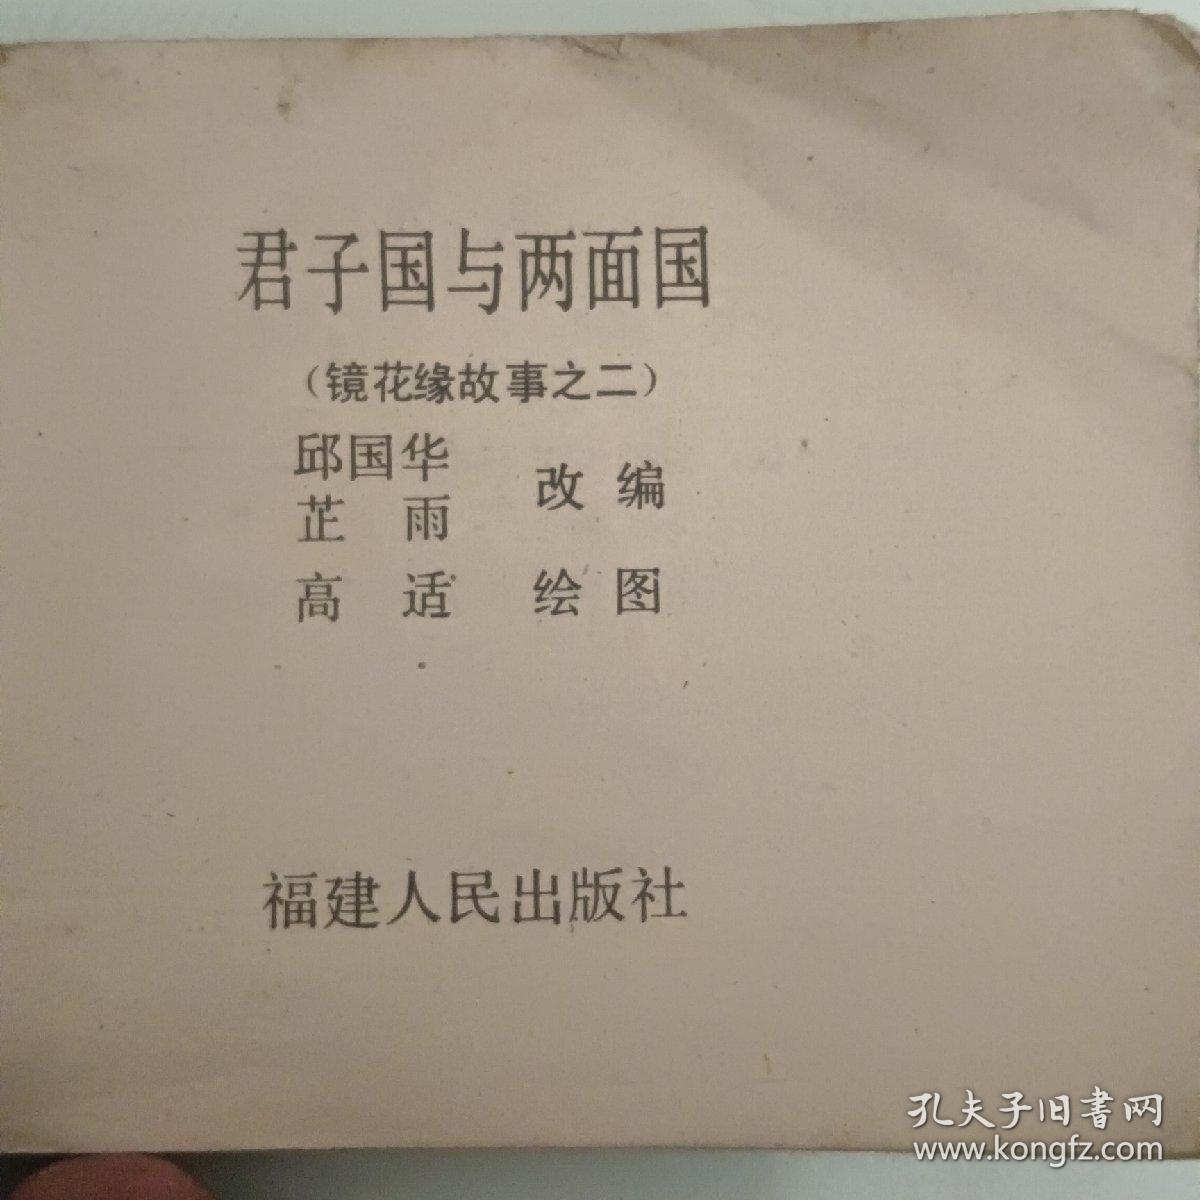 君子国与两面国
（镜花缘故事之二）
邱国华
芷 雨 改 编
高 适 绘 图
福建人民出版社
孔夫子旧书网
www.kongfz.com